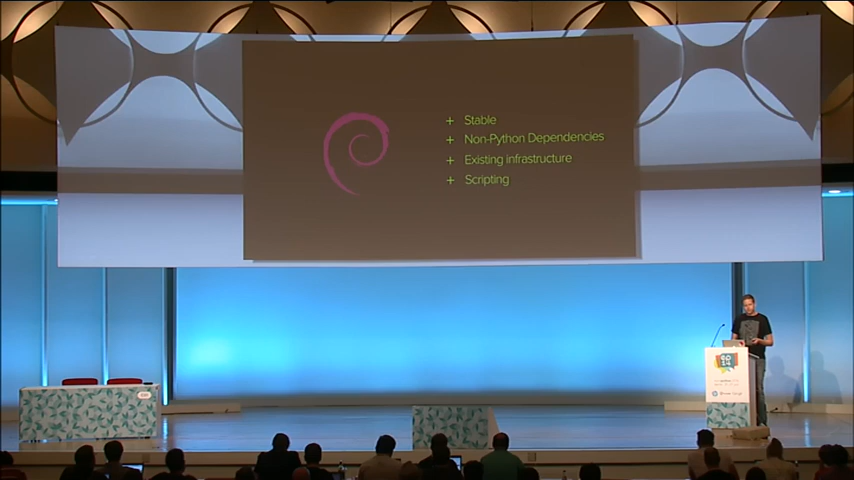 + Stable
+ Non-Python Dependencies
+ Existing infrastructure
+ Scripting